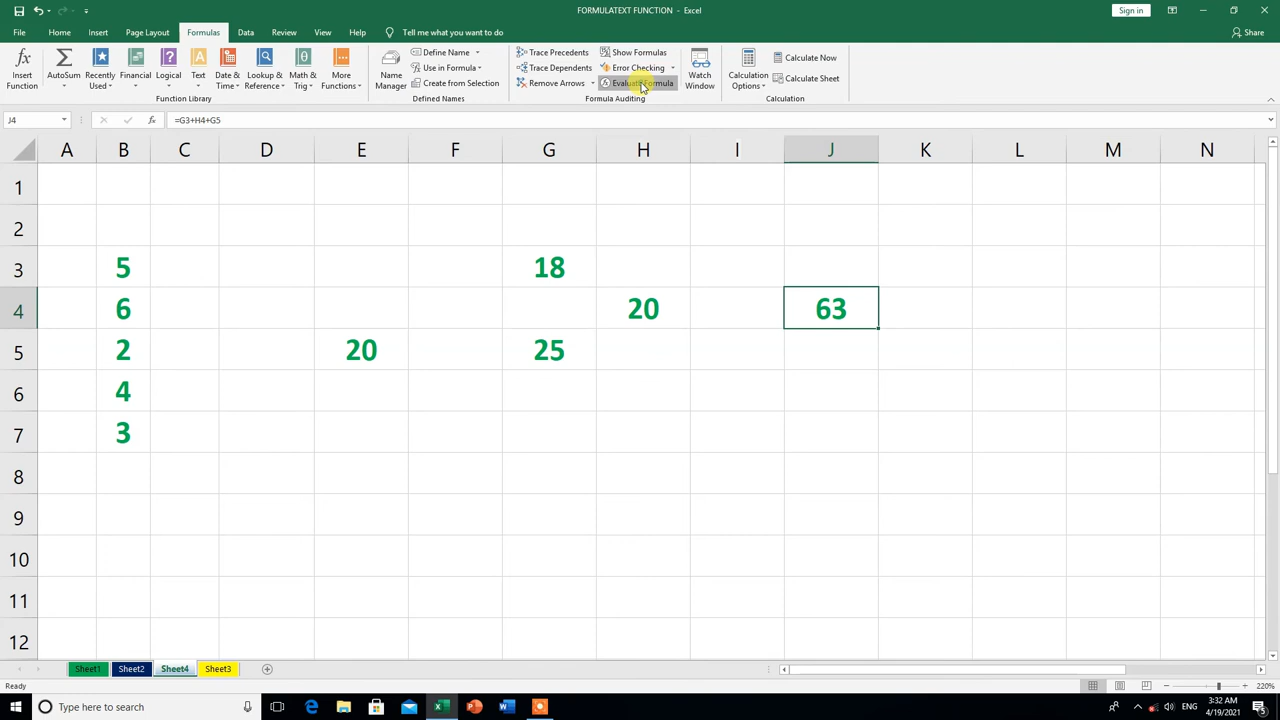 FORMULATEXT FUNCTION - Excel
Sign in
File Home Insert Page Layout Formulas Data Review View Help Tell me what you want to do Share
Insert Function
AutoSum
Recently Used
Financial
Logical
Text
Date & Time
Lookup & Reference
Math & Trig
More Functions
Function Library
Name Manager
Define Name
Use in Formula
Create from Selection
Defined Names
Trace Precedents
Trace Dependents
Remove Arrows
Show Formulas
Error Checking
Evaluate Formula
Formula Auditing
Watch Window
Calculation Options
Calculate Now
Calculate Sheet
Calculation
J4 fx =G3+H4+G5
A B C D E F G H I J K L M N
1
2
3 5 18
4 6 20 63
5 2 20 25
6 4
7 3
8
9
10
11
12
Sheet1 Sheet2 Sheet4 Sheet3
Ready 220%
Type here to search ENG 3:32 AM
4/19/2021